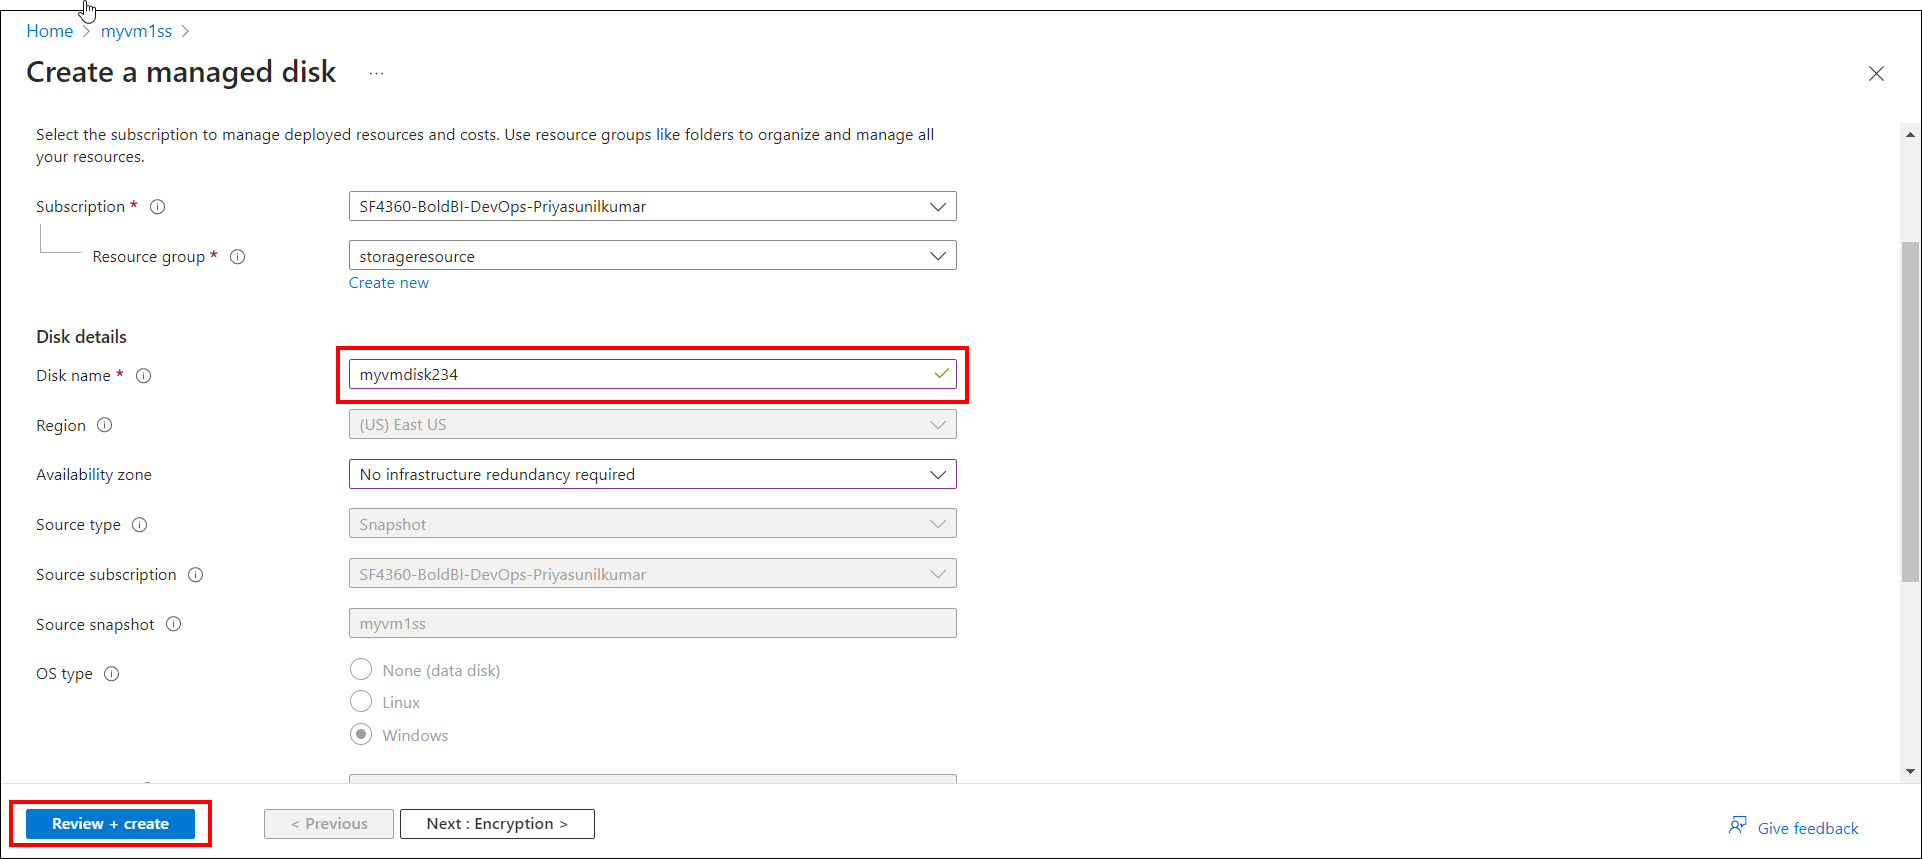 Home > myvm1ss >
Create a managed disk ...
Select the subscription to manage deployed resources and costs. Use resource groups like folders to organize and manage all
your resources.
Subscription * SF4360-BoldBI-DevOps-Priyasunilkumar
Resource group * storageresource
Create new
Disk details
Disk name * myvmdisk234
Region (US) East US
Availability zone No infrastructure redundancy required
Source type Snapshot
Source subscription SF4360-BoldBI-DevOps-Priyasunilkumar
Source snapshot myvm1ss
OS type None (data disk)
Linux
Windows
Review + create < Previous Next : Encryption > Give feedback